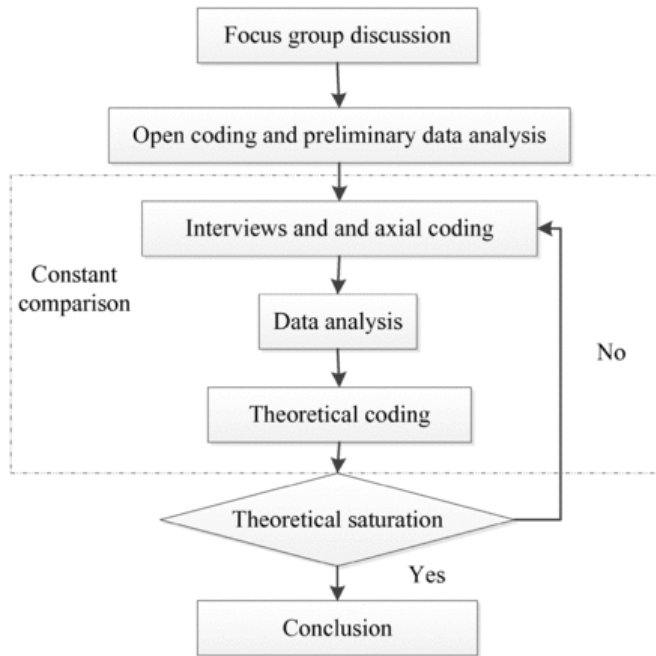 Focus group discussion
Open coding and preliminary data analysis
Interviews and and axial coding
Constant
comparison
Data analysis
No
Theoretical coding
Theoretical saturation
Yes
Conclusion